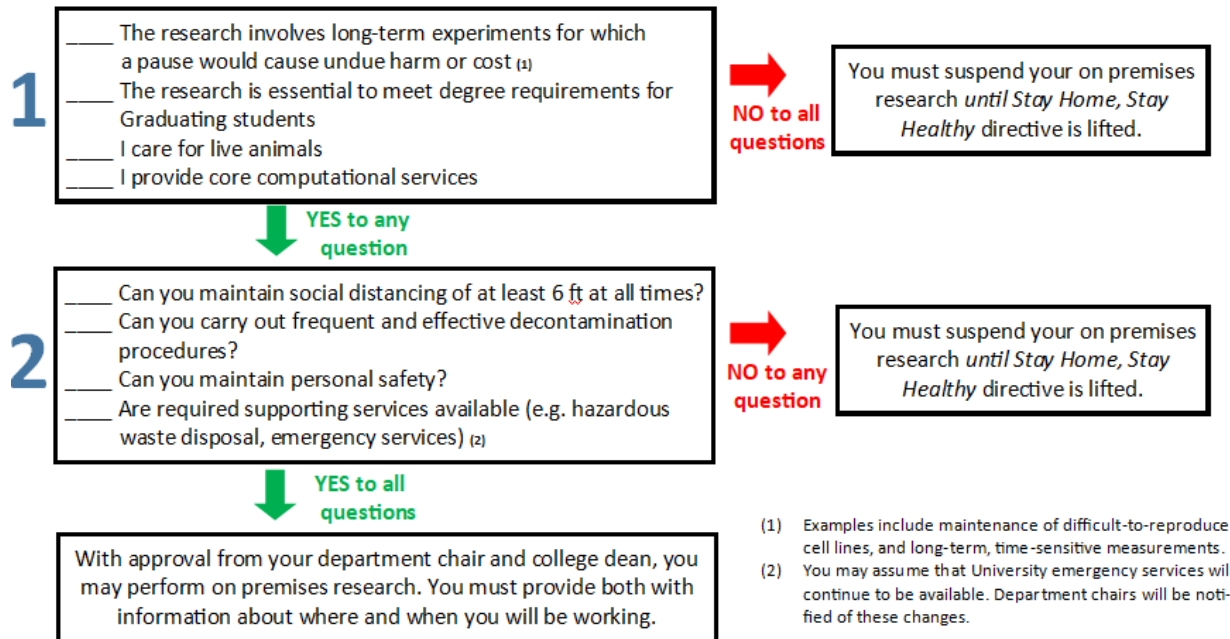 1
____ The research involves long-term experiments for which
a pause would cause undue harm or cost (1)
____ The research is essential to meet degree requirements for
Graduating students
____ I care for live animals
____ I provide core computational services
NO to all
questions
You must suspend your on premises
research until Stay Home, Stay
Healthy directive is lifted.
YES to any
question
2
____ Can you maintain social distancing of at least 6 ft at all times?
____ Can you carry out frequent and effective decontamination
procedures?
____ Can you maintain personal safety?
____ Are required supporting services available (e.g. hazardous
waste disposal, emergency services) (2)
NO to any
question
You must suspend your on premises
research until Stay Home, Stay
Healthy directive is lifted.
YES to all
questions
With approval from your department chair and college dean, you
may perform on premises research. You must provide both with
information about where and when you will be working.
(1) Examples include maintenance of difficult-to-reproduce
cell lines, and long-term, time-sensitive measurements.
(2) You may assume that University emergency services wil
continue to be available. Department chairs will be noti-
fied of these changes.